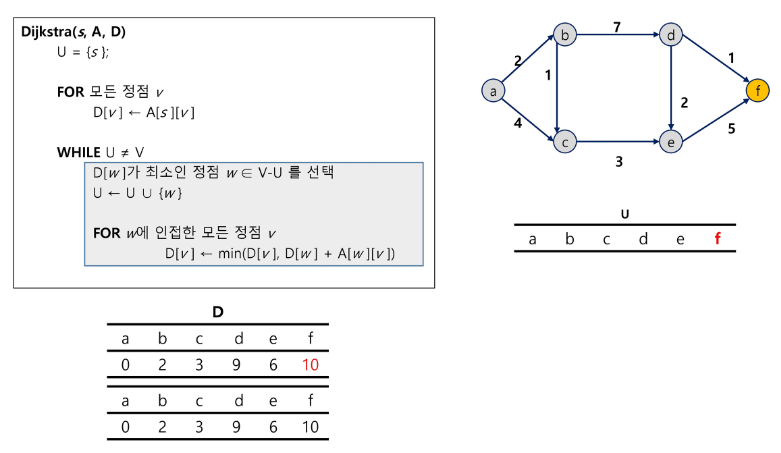 Dijkstra(s, A, D)
U = {s};
FOR 모든 정점 v
D[v] ← A[s][v]
WHILE U ≠ V
D[w]가 최소인 정점 w ∈ V-U 를 선택
U ← U ∪ {w}
FOR w에 인접한 모든 정점 v
D[v] ← min(D[v], D[w] + A[w][v])
b 7 d
2 1 1
a 2 f
4 5
c 3 e
U
a b c d e f
D
a b c d e f
0 2 3 9 6 10
a b c d e f
0 2 3 9 6 10